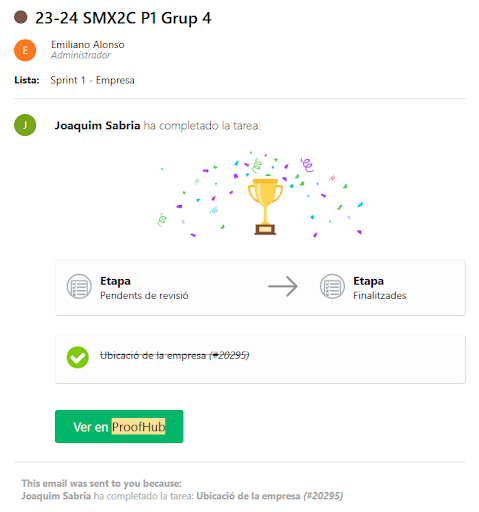 23-24 SMX2C P1 Grup 4
E
Emiliano Alonso
Administrador
Lista: Sprint 1 - Empresa
J
Joaquim Sabria ha completado la tarea:
Etapa
Pendents de revisió
Etapa
Finalitzades
Ubicació de la empresa (#20295)
Ver en ProofHub
This email was sent to you because:
Joaquim Sabria ha completado la tarea: Ubicació de la empresa (#20295)